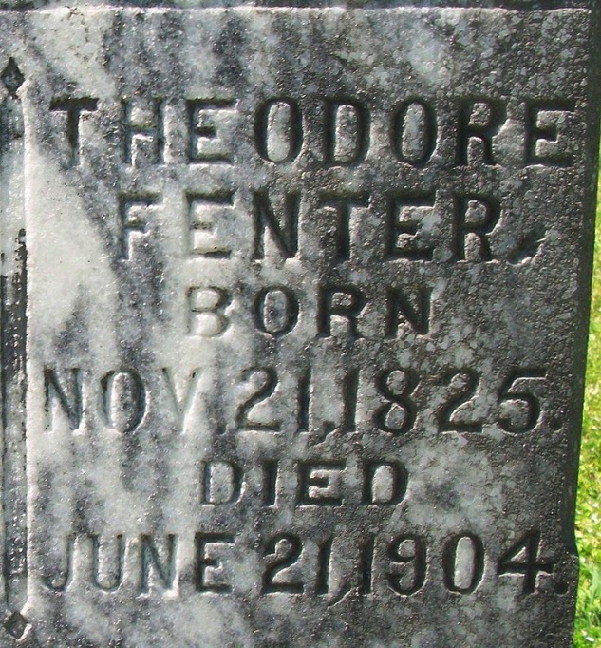 THEODORE
FENTER,
BORN
NOV. 21, 1825.
DIED
JUNE 21, 1904.